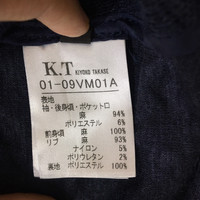 K.T
KIYOKO TAKASE
01-09VM01A
表地
袖・後身頃・ポケット口
麻 94%
ポリエステル 6%
前身頃 麻 100%
リブ 麻 93%
ナイロン 5%
ポリウレタン 2%
裏地 ポリエステル 100%